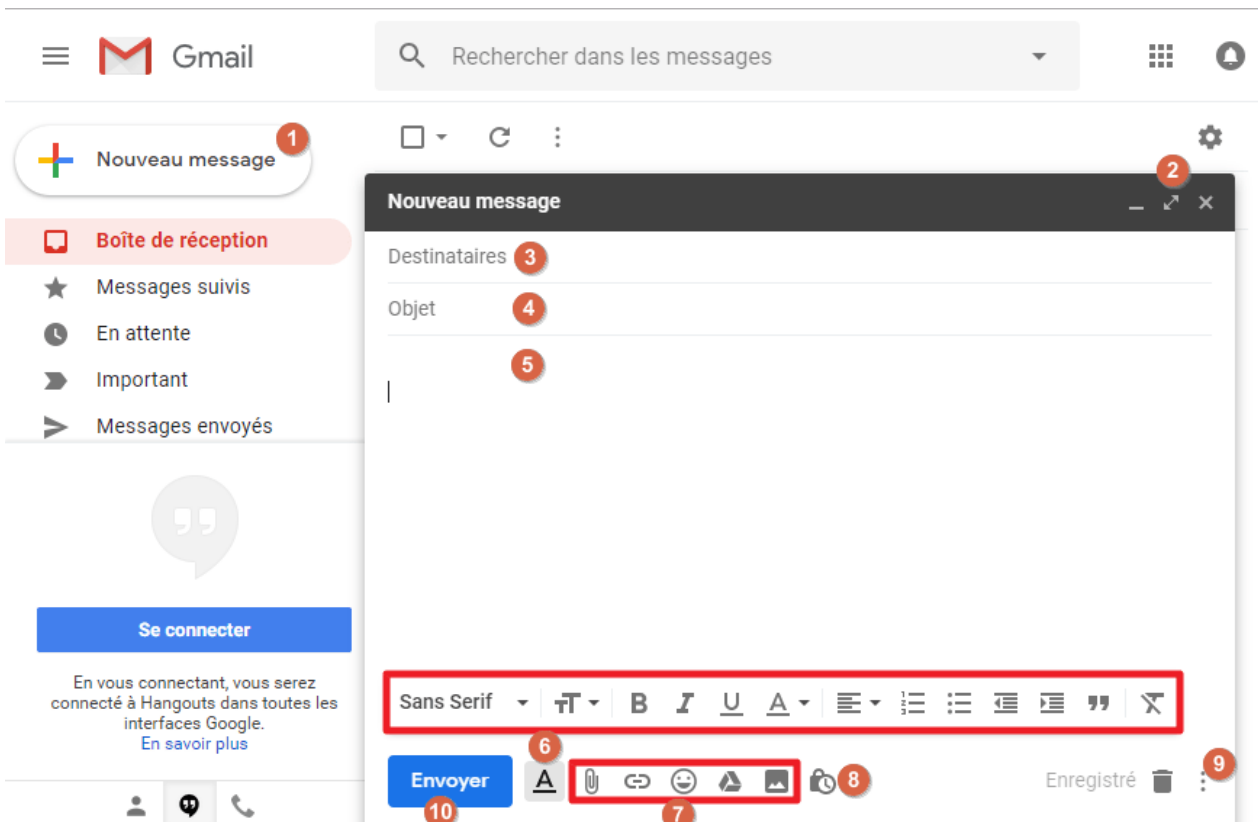 Gmail
Rechercher dans les messages
Nouveau message
1
2
Nouveau message
Boîte de réception
Destinataires 3
Messages suivis
Objet 4
En attente
5
Important
Messages envoyés
Se connecter
En vous connectant, vous serez
connecté à Hangouts dans toutes les
interfaces Google.
En savoir plus
Sans Serif
B I U A
6
Envoyer
A
8
Enregistré
9
10
7